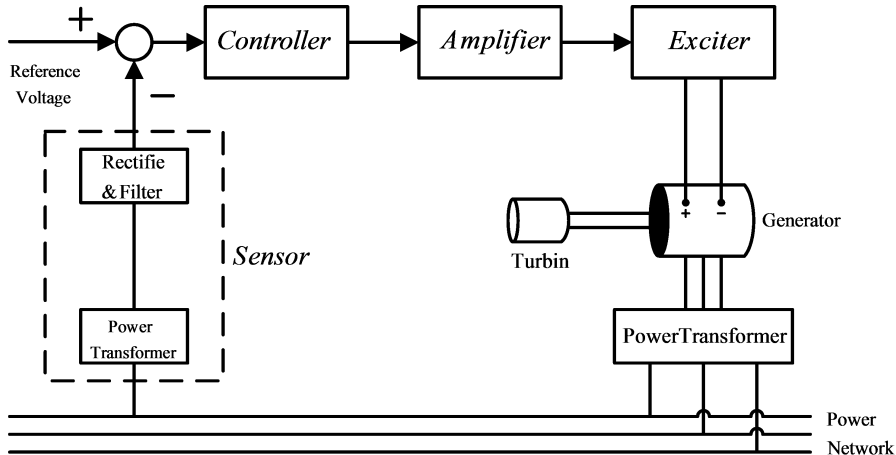 +
Controller
Amplifier
Exciter
Reference
Voltage
−
Rectifie
& Filter
Sensor
Power
Transformer
Turbin
+ −
Generator
PowerTransformer
Power
Network